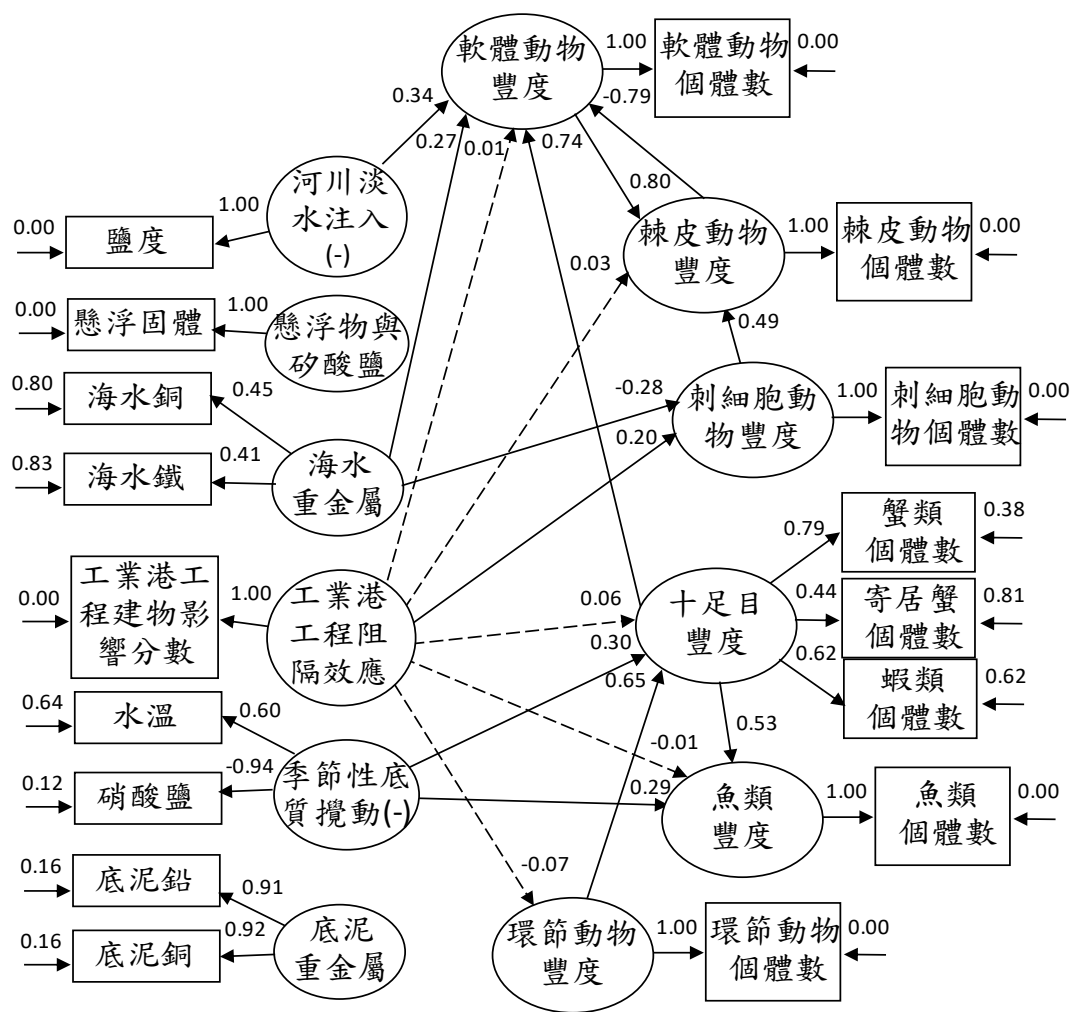 軟體動物
豐度
1.00
軟體動物
個體數
0.00
0.34
0.27
0.01
0.74
-0.79
0.80
河川淡
水注入
(-)
1.00
0.00
鹽度
棘皮動物
豐度
1.00
棘皮動物
個體數
0.00
0.03
0.49
0.00
懸浮固體
1.00
懸浮物與
矽酸鹽
0.80
海水銅
0.45
0.83
海水鐵
0.41
海水
重金屬
-0.28
0.20
刺細胞動
物豐度
1.00
刺細胞動
物個體數
0.00
0.00
工業港工
程建物影
響分數
1.00
工業港
工程阻
隔效應
0.06
0.30
0.65
十足目
豐度
0.79
蟹類
個體數
0.38
0.44
寄居蟹
個體數
0.81
0.62
蝦類
個體數
0.62
0.53
0.64
水溫
0.60
0.12
硝酸鹽
-0.94
季節性底
質攪動(-)
-0.01
0.29
魚類
豐度
1.00
魚類
個體數
0.00
-0.07
0.16
底泥鉛
0.91
0.16
底泥銅
0.92
底泥
重金屬
環節動物
豐度
1.00
環節動物
個體數
0.00